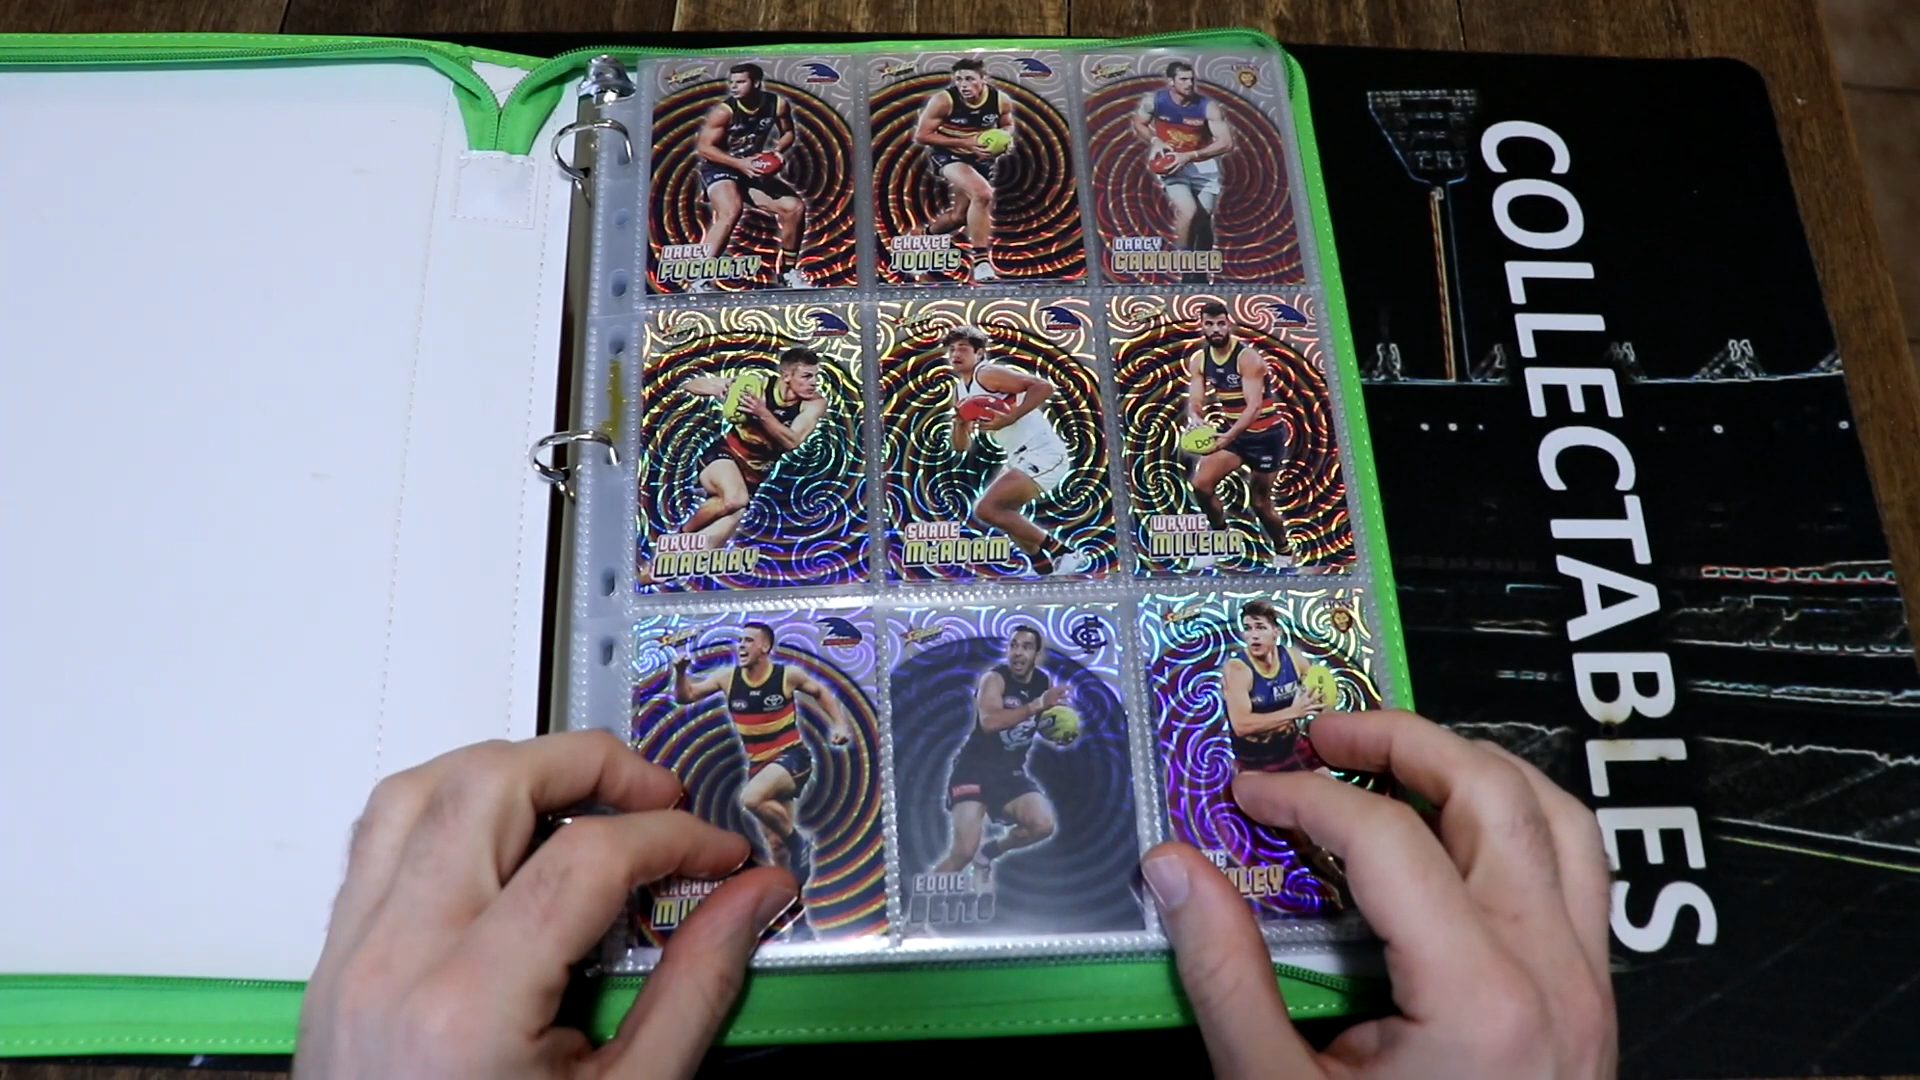 DARCY
FOGARTY
CHAYCE
JONES
DARCY
GARDINER
DAVID
MACKAY
SHANE
McADAM
WAYNE
MILERA
EDDIE
BETTS
COLLECTABLES